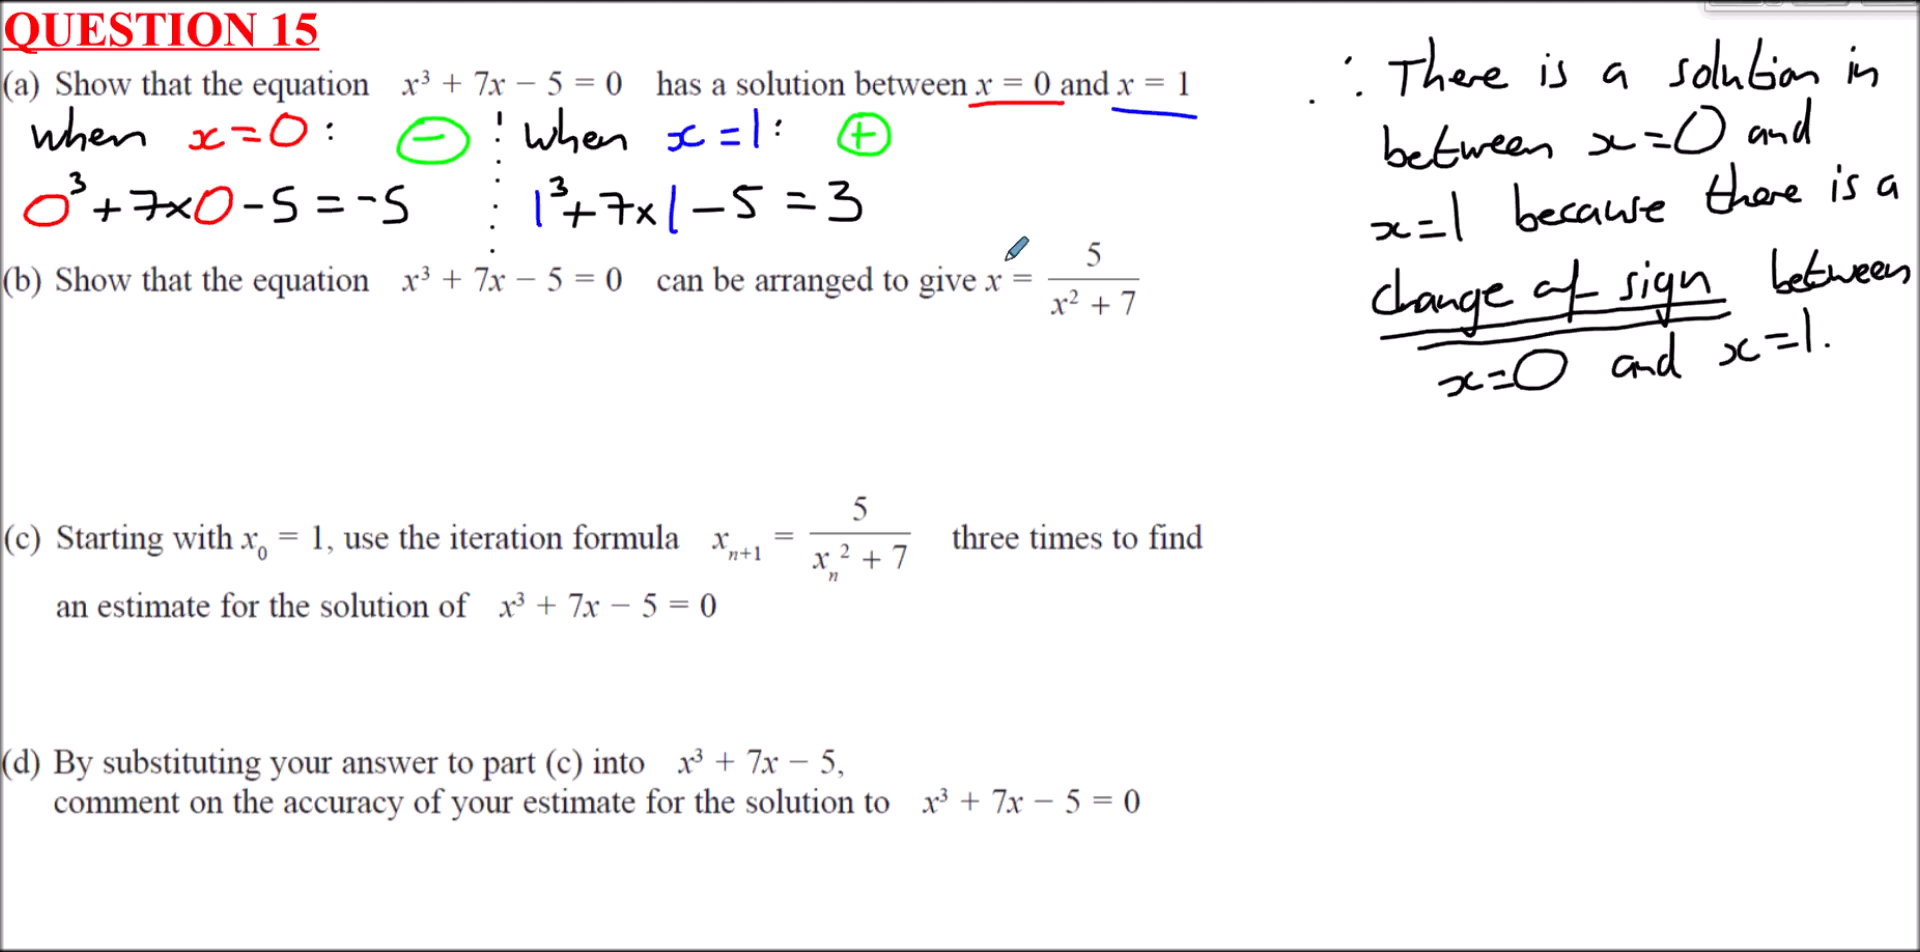 QUESTION 15
(a) Show that the equation x³ + 7x − 5 = 0 has a solution between x = 0 and x = 1
when x=0: − when x=1: +
0³+7×0-5=-5 1³+7×1-5=3
∴ There is a solution in
between x=0 and
x=1 because there is a
change of sign between
x=0 and x=1.
(b) Show that the equation x³ + 7x − 5 = 0 can be arranged to give x = 5 / (x² + 7)
(c) Starting with x₀ = 1, use the iteration formula xₙ₊₁ = 5 / (xₙ² + 7) three times to find
an estimate for the solution of x³ + 7x − 5 = 0
(d) By substituting your answer to part (c) into x³ + 7x − 5,
comment on the accuracy of your estimate for the solution to x³ + 7x − 5 = 0